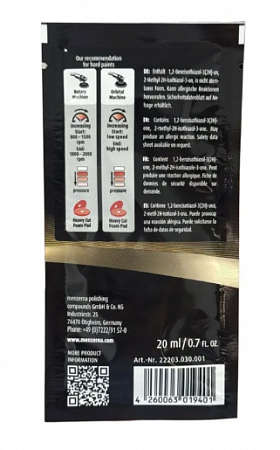 Our recommendation
for hard paints
Rotary
Machine
Orbital
Machine
increasing
Start:
800 - 1200
rpm
End:
1000 - 2000
rpm
increasing
Start:
low speed
End:
high speed
pressure
pressure
Heavy Cut
Foam Pad
Heavy Cut
Foam Pad
DE: Enthält 1,2-Benzisothiazol-3(2H)-on,
2-Methyl-2H-isothiazol-3-on, in nicht atem-
barer Form. Kann allergische Reaktionen
hervorrufen. Sicherheitsdatenblatt auf An-
frage erhältlich.
EN: Contains 1,2-benzisothiazol-3(2H)-
one, 2-methyl-2H-isothiazol-3-one. May
produce an allergic reaction. Safety data
sheet available on request.
FR: Contient 1,2-benzisothiazol-3(2H)-
one, 2-methyl-2H-isothiazol-3-one. Peut
produire une réaction allergique. Fiche de
données de sécurité disponible sur
demande.
ES: Contiene 1,2-benzisotiazol-3(2H)-ona,
2-metil-2H-isotiazol-3-ona. Puede provocar
una reacción alérgica. Puede solicitarse la
ficha de datos de seguridad.
menzerna polishing
compounds GmbH & Co. KG
Industriestr. 25
76470 Ötigheim, Germany
Phone: +49 (0)7222/91 57-0
www.menzerna.com
MORE PRODUCT
INFORMATION
20 ml / 0.7 FL. OZ.
Art.-Nr. 22203.030.001
4 260063 019401